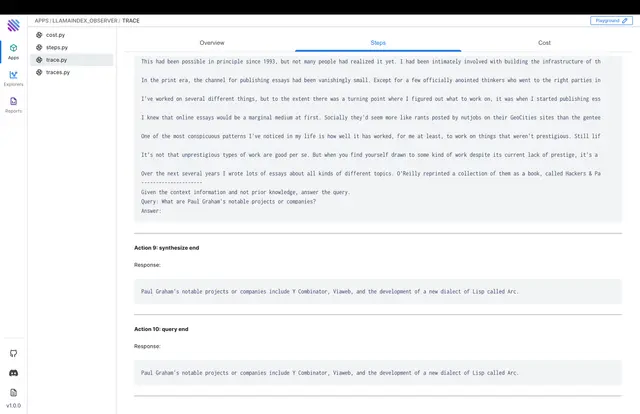 APPS / LLAMAINDEX_OBSERVER / TRACE
Playground
cost.py
steps.py
trace.py
traces.py
Apps
Explorers
Reports
v1.0.0
Overview
Steps
Cost
This had been possible in principle since 1993, but not many people had realized it yet. I had been intimately involved with building the infrastructure of th
In the print era, the channel for publishing essays had been vanishingly small. Except for a few officially anointed thinkers who went to the right parties in
I've worked on several different things, but to the extent there was a turning point where I figured out what to work on, it was when I started publishing ess
I knew that online essays would be a marginal medium at first. Socially they'd seem more like rants posted by nutjobs on their GeoCities sites than the gentee
One of the most conspicuous patterns I've noticed in my life is how well it has worked, for me at least, to work on things that weren't prestigious. Still lif
It's not that unprestigious types of work are good per se. But when you find yourself drawn to some kind of work despite its current lack of prestige, it's a
Over the next several years I wrote lots of essays about all kinds of different topics. O'Reilly reprinted a collection of them as a book, called Hackers & Pa
---------------------
Given the context information and not prior knowledge, answer the query.
Query: What are Paul Graham's notable projects or companies?
Answer:
Action 9: synthesize end
Response:
Paul Graham's notable projects or companies include Y Combinator, Viaweb, and the development of a new dialect of Lisp called Arc.
Action 10: query end
Response:
Paul Graham's notable projects or companies include Y Combinator, Viaweb, and the development of a new dialect of Lisp called Arc.